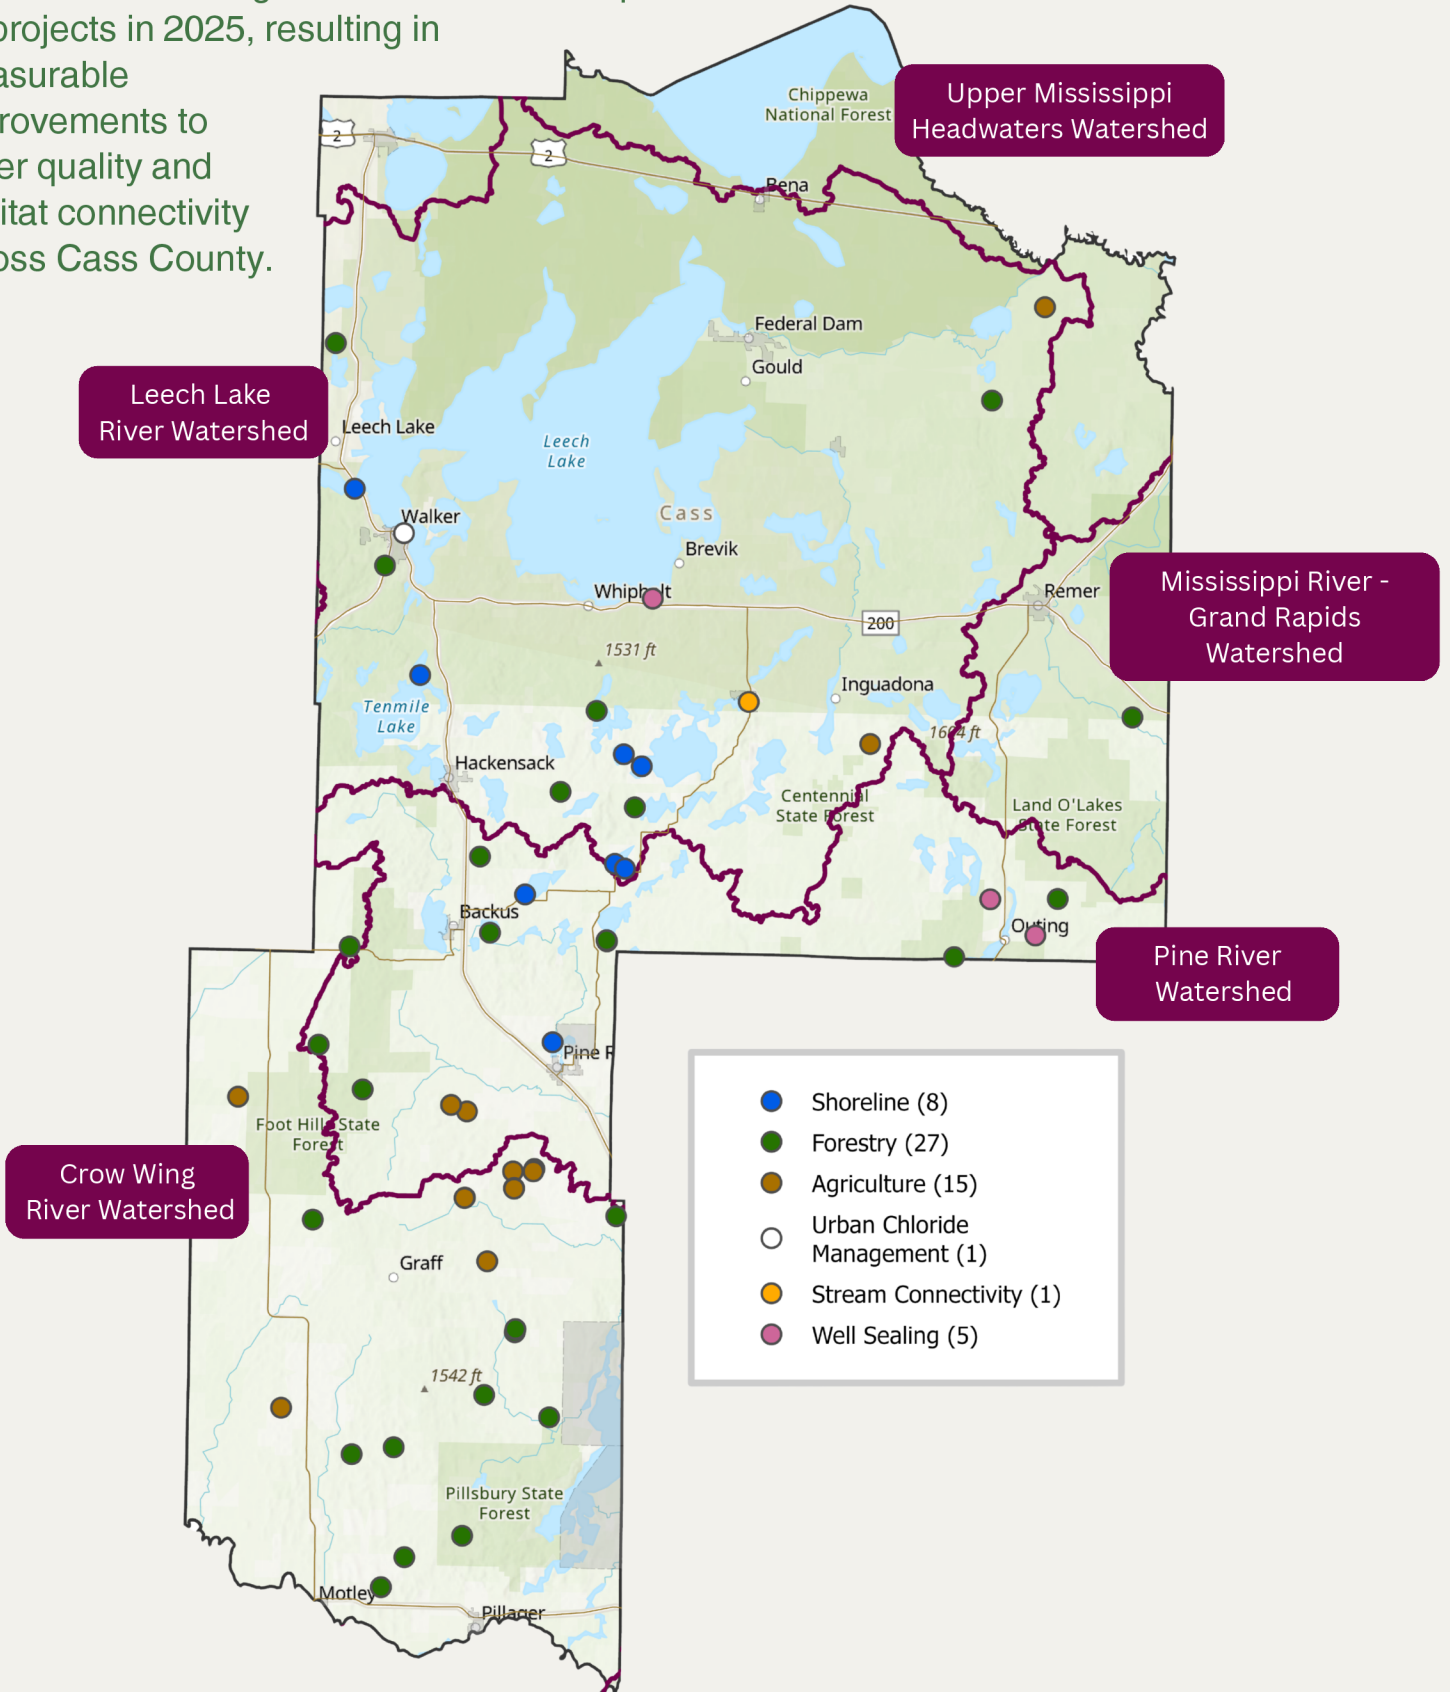 projects in 2025, resulting in
asurable
rovements to
er quality and
itat connectivity
oss Cass County.
Chippewa
National Forest
Upper Mississippi
Headwaters Watershed
2
2
Bena
Federal Dam
Gould
Leech Lake
River Watershed
Leech Lake
Leech
Lake
Walker
Cass
Brevik
Whipholt
200
Remer
Mississippi River -
Grand Rapids
Watershed
1531 ft
Inguadona
Tenmile
Lake
1604 ft
Hackensack
Centennial
State Forest
Land O'Lakes
State Forest
Backus
Outing
Pine River
Watershed
Pine R
Foot Hills State
Forest
Crow Wing
River Watershed
Graff
Shoreline (8)
Forestry (27)
Agriculture (15)
Urban Chloride
Management (1)
Stream Connectivity (1)
Well Sealing (5)
1542 ft
Pillsbury State
Forest
Motley
Pillager